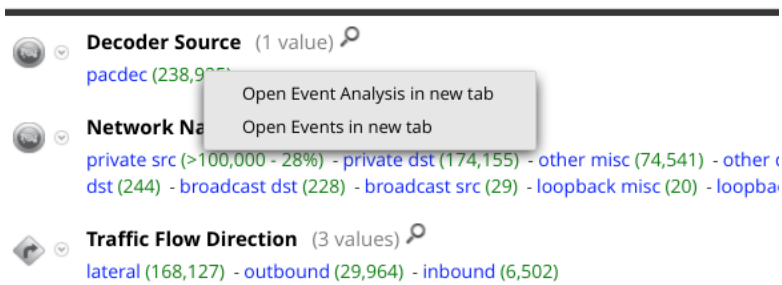 Decoder Source (1 value)
pacdec (238,9
Open Event Analysis in new tab
Open Events in new tab
Network Na
private src (>100,000 - 28%) - private dst (174,155) - other misc (74,541) - other
dst (244) - broadcast dst (228) - broadcast src (29) - loopback misc (20) - loopba
Traffic Flow Direction (3 values)
lateral (168,127) - outbound (29,964) - inbound (6,502)